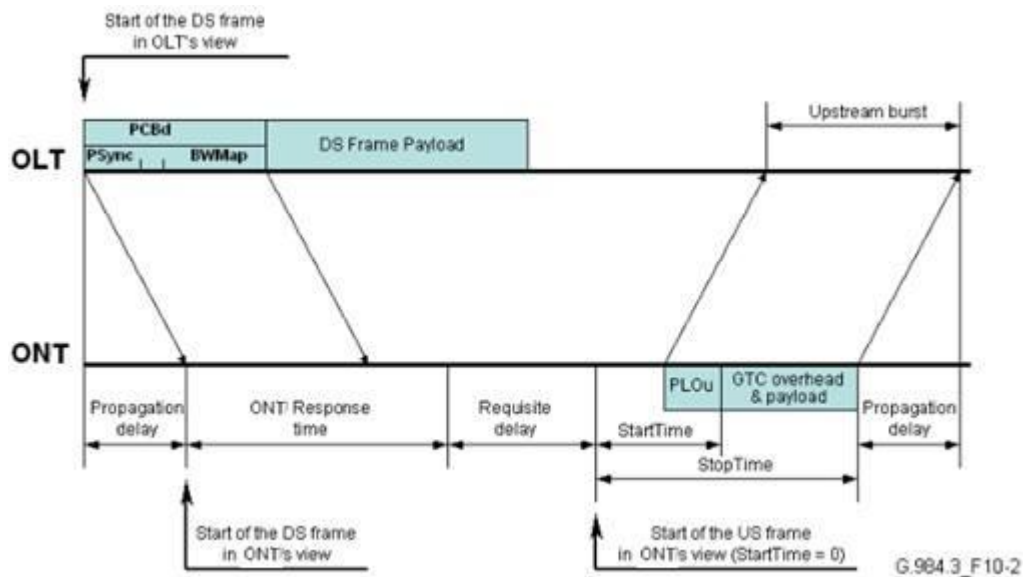 Start of the DS frame
in OLT's view
PCBd
PSync
BWMap
DS Frame Payload
Upstream burst
OLT
ONT
PLOu
GTC overhead
& payload
Propagation
delay
ONT Response
time
Requisite
delay
StartTime
Propagation
delay
StopTime
Start of the DS frame
in ONT's view
Start of the US frame
in ONT's view (StartTime = 0)
G.984.3_F10-2